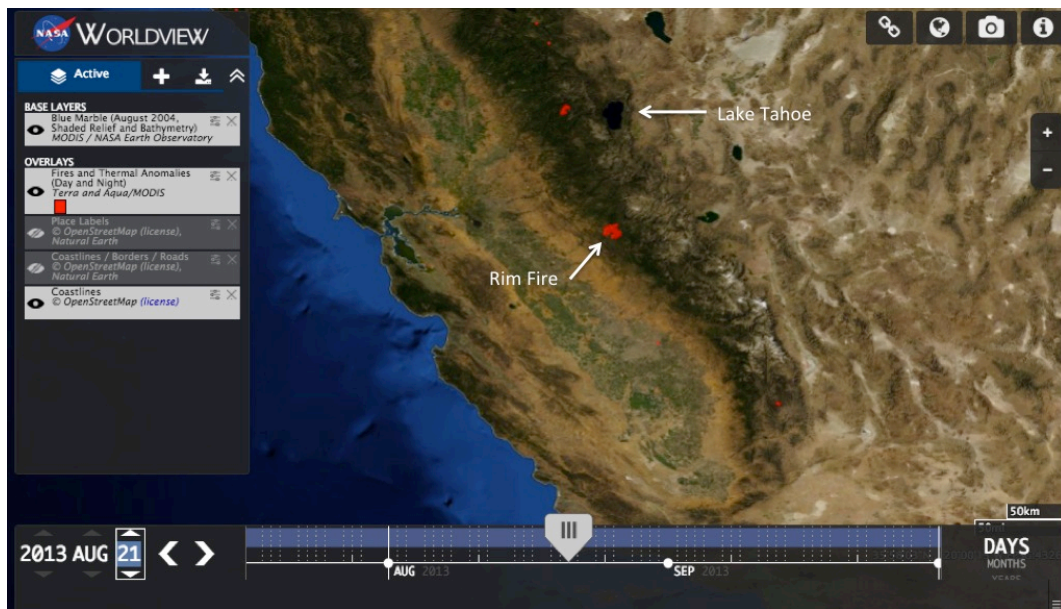 NASA WORLDVIEW
Active
BASE LAYERS
Blue Marble (August 2004,
Shaded Relief and Bathymetry)
MODIS / NASA Earth Observatory
OVERLAYS
Fires and Thermal Anomalies
(Day and Night)
Terra and Aqua/MODIS
Place Labels
© OpenStreetMap (license),
Natural Earth
Coastlines / Borders / Roads
© OpenStreetMap (license),
Natural Earth
Coastlines
© OpenStreetMap (license)
Lake Tahoe
Rim Fire
+
−
50km
2013 AUG 21
AUG 2013
SEP 2013
DAYS
MONTHS
YEARS